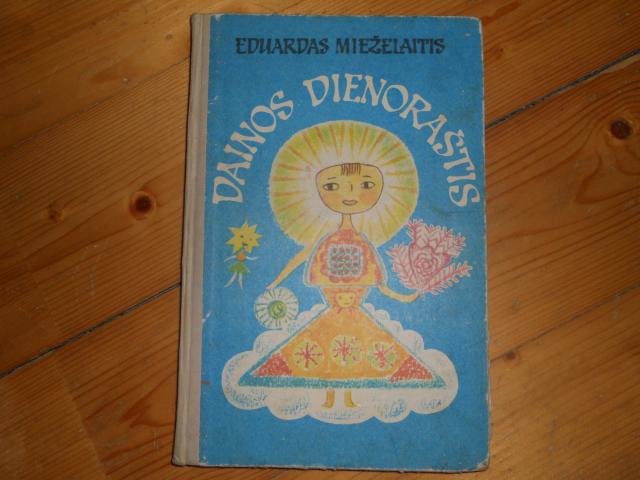 EDUARDAS MIEŽELAITIS
DAINOS DIENORAŠTIS